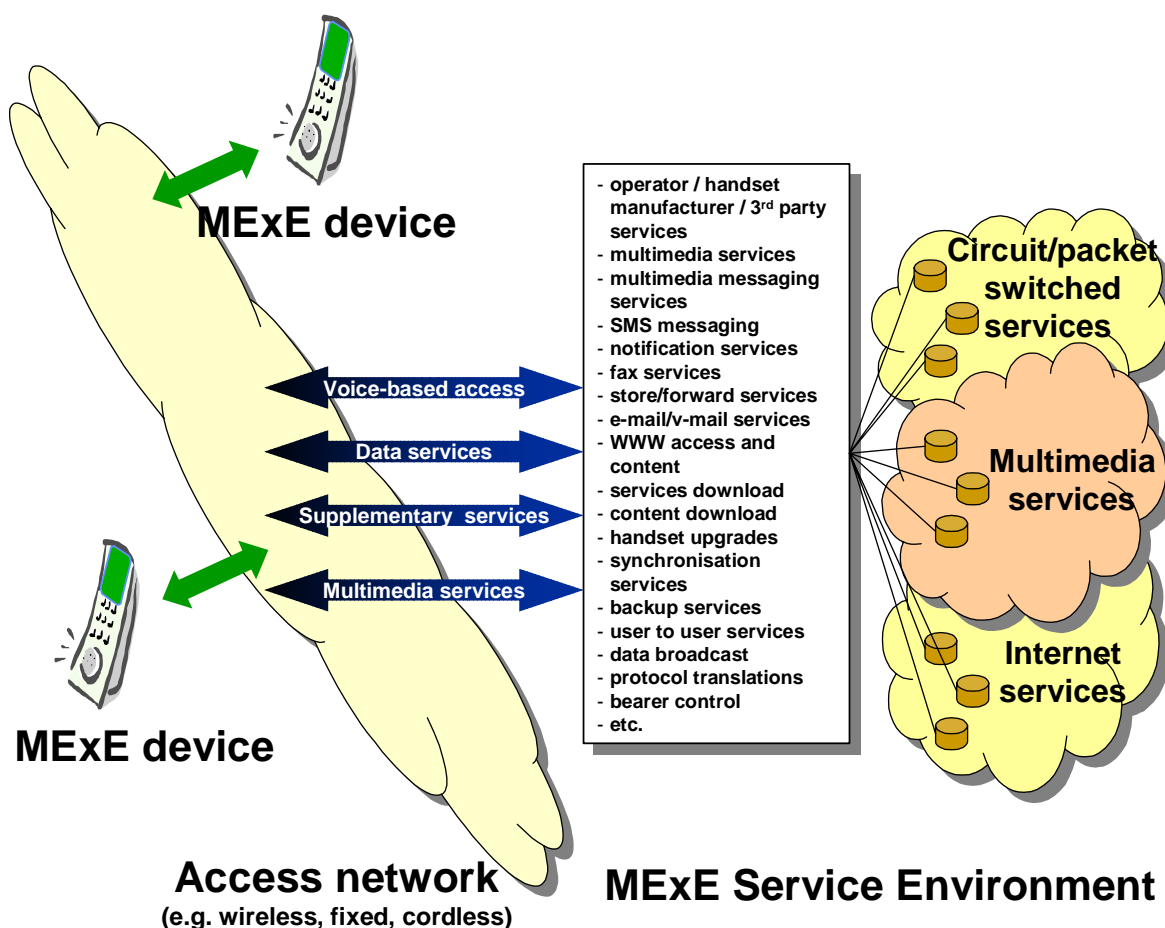 MExE device
- operator / handset
manufacturer / 3rd party
services
- multimedia services
- multimedia messaging
services
- SMS messaging
- notification services
- fax services
- store/forward services
- e-mail/v-mail services
- WWW access and
content
- services download
- content download
- handset upgrades
- synchronisation
services
- backup services
- user to user services
- data broadcast
- protocol translations
- bearer control
- etc.
Circuit/packet
switched
services
Voice-based access
Data services
Supplementary services
Multimedia services
Multimedia
services
Internet
services
MExE device
Access network
(e.g. wireless, fixed, cordless)
MExE Service Environment